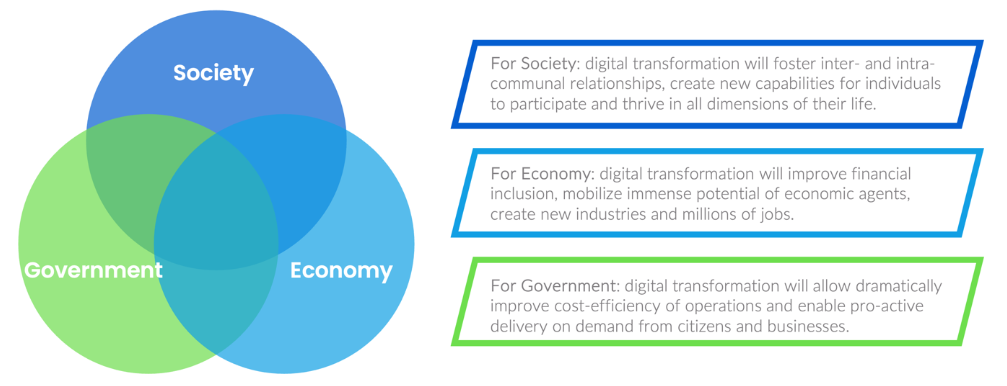 Society
Government
Economy
For Society: digital transformation will foster inter- and intra-
communal relationships, create new capabilities for individuals
to participate and thrive in all dimensions of their life.
For Economy: digital transformation will improve financial
inclusion, mobilize immense potential of economic agents,
create new industries and millions of jobs.
For Government: digital transformation will allow dramatically
improve cost-efficiency of operations and enable pro-active
delivery on demand from citizens and businesses.